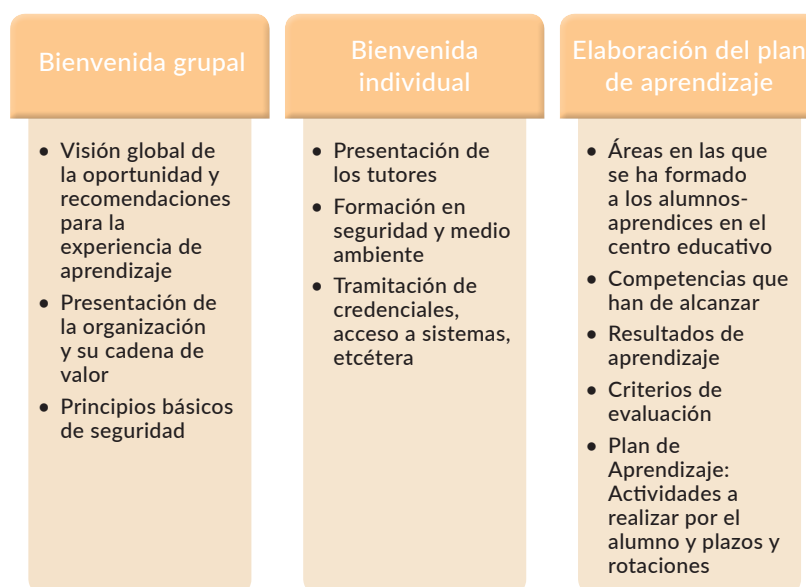 Bienvenida grupal
• Visión global de
la oportunidad y
recomendaciones
para la
experiencia de
aprendizaje
• Presentación de
la organización
y su cadena de
valor
• Principios básicos
de seguridad
Bienvenida
individual
• Presentación de
los tutores
• Formación en
seguridad y medio
ambiente
• Tramitación de
credenciales,
acceso a sistemas,
etcétera
Elaboración del plan
de aprendizaje
• Áreas en las que
se ha formado
a los alumnos-
aprendices en el
centro educativo
• Competencias que
han de alcanzar
• Resultados de
aprendizaje
• Criterios de
evaluación
• Plan de
Aprendizaje:
Actividades a
realizar por el
alumno y plazos y
rotaciones